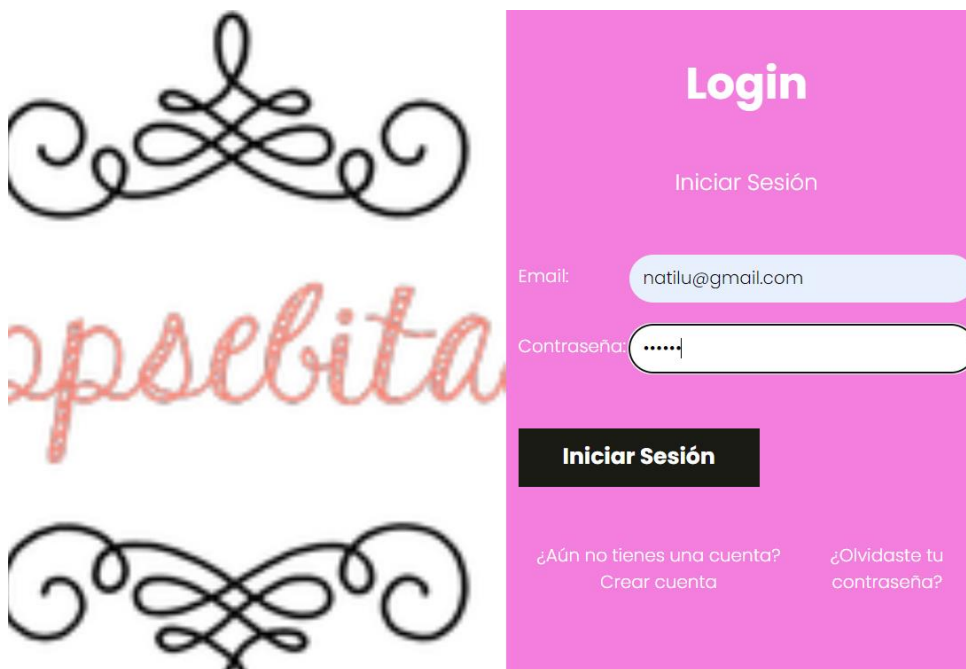 opsebita
Login
Iniciar Sesión
Email: natilu@gmail.com
Contraseña: ••••••
Iniciar Sesión
¿Aún no tienes una cuenta?
Crear cuenta
¿Olvidaste tu
contraseña?